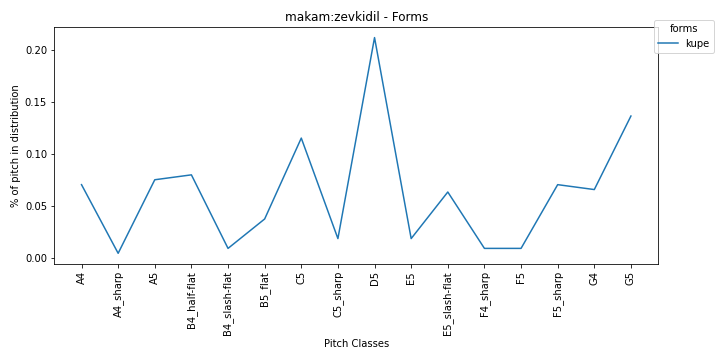 makam:zevkidil - Forms
forms
kupe
% of pitch in distribution
0.20
0.15
0.10
0.05
0.00
A4
A4_sharp
A5
B4_half-flat
B4_slash-flat
B5_flat
C5
C5_sharp
D5
E5
E5_slash-flat
F4_sharp
F5
F5_sharp
G4
G5
Pitch Classes